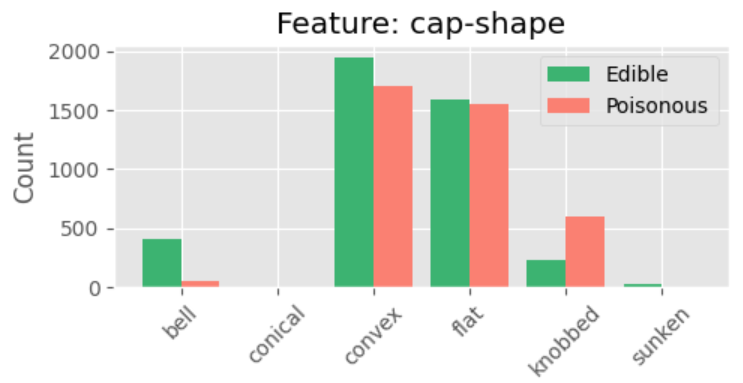 Feature: cap-shape
2000
1500
1000
500
0
Count
Edible
Poisonous
bell
conical
convex
flat
knobbed
sunken